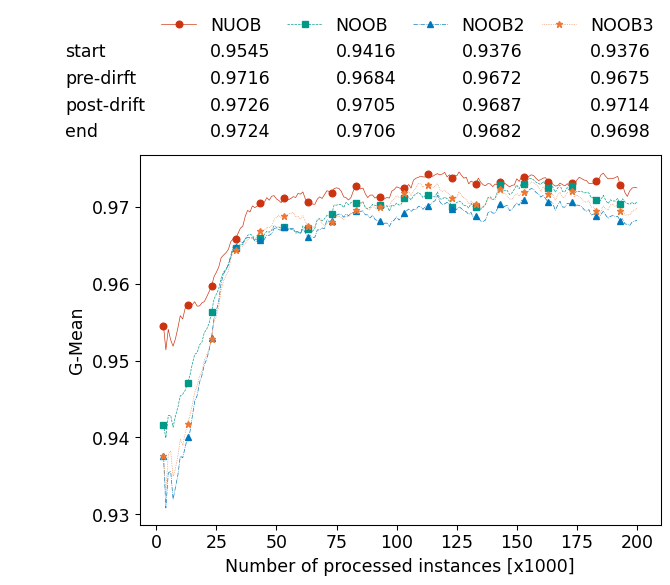 NUOB NOOB NOOB2 NOOB3
start 0.9545 0.9416 0.9376 0.9376
pre-dirft 0.9716 0.9684 0.9672 0.9675
post-drift 0.9726 0.9705 0.9687 0.9714
end 0.9724 0.9706 0.9682 0.9698
0.97
0.96
0.95
0.94
0.93
G-Mean
0 25 50 75 100 125 150 175 200
Number of processed instances [x1000]